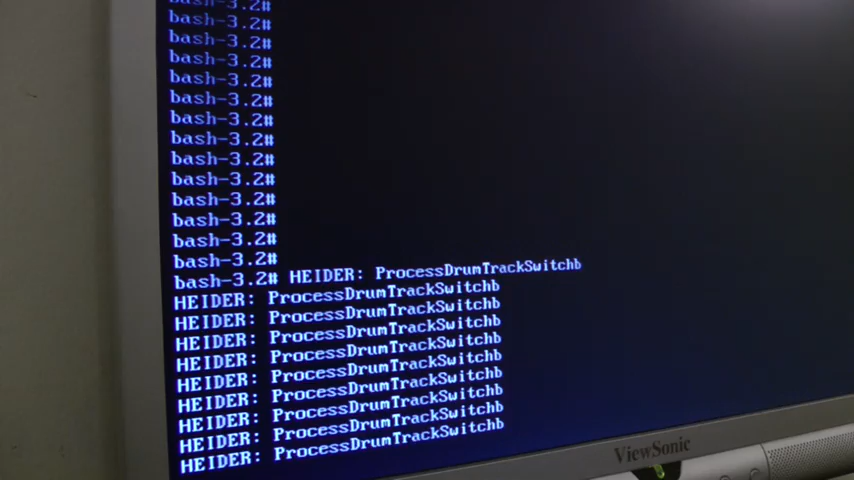 bash-3.2#
bash-3.2#
bash-3.2#
bash-3.2#
bash-3.2#
bash-3.2#
bash-3.2#
bash-3.2#
bash-3.2#
bash-3.2#
bash-3.2#
bash-3.2#
bash-3.2#
bash-3.2#
bash-3.2# HEIDER: ProcessDrumTrackSwitchb
HEIDER: ProcessDrumTrackSwitchb
HEIDER: ProcessDrumTrackSwitchb
HEIDER: ProcessDrumTrackSwitchb
HEIDER: ProcessDrumTrackSwitchb
HEIDER: ProcessDrumTrackSwitchb
HEIDER: ProcessDrumTrackSwitchb
HEIDER: ProcessDrumTrackSwitchb
HEIDER: ProcessDrumTrackSwitchb
HEIDER: ProcessDrumTrackSwitchb
ViewSonic